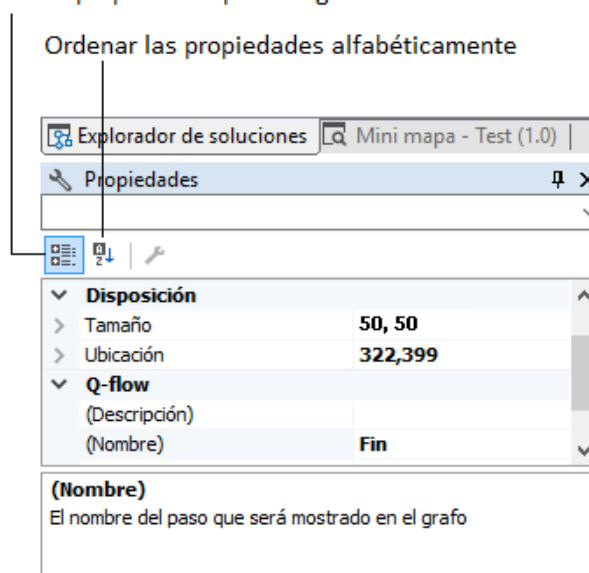 Ordenar las propiedades alfabéticamente
Explorador de soluciones Mini mapa - Test (1.0)
Propiedades
Disposición
Tamaño 50, 50
Ubicación 322,399
Q-flow
(Descripción)
(Nombre) Fin
(Nombre)
El nombre del paso que será mostrado en el grafo